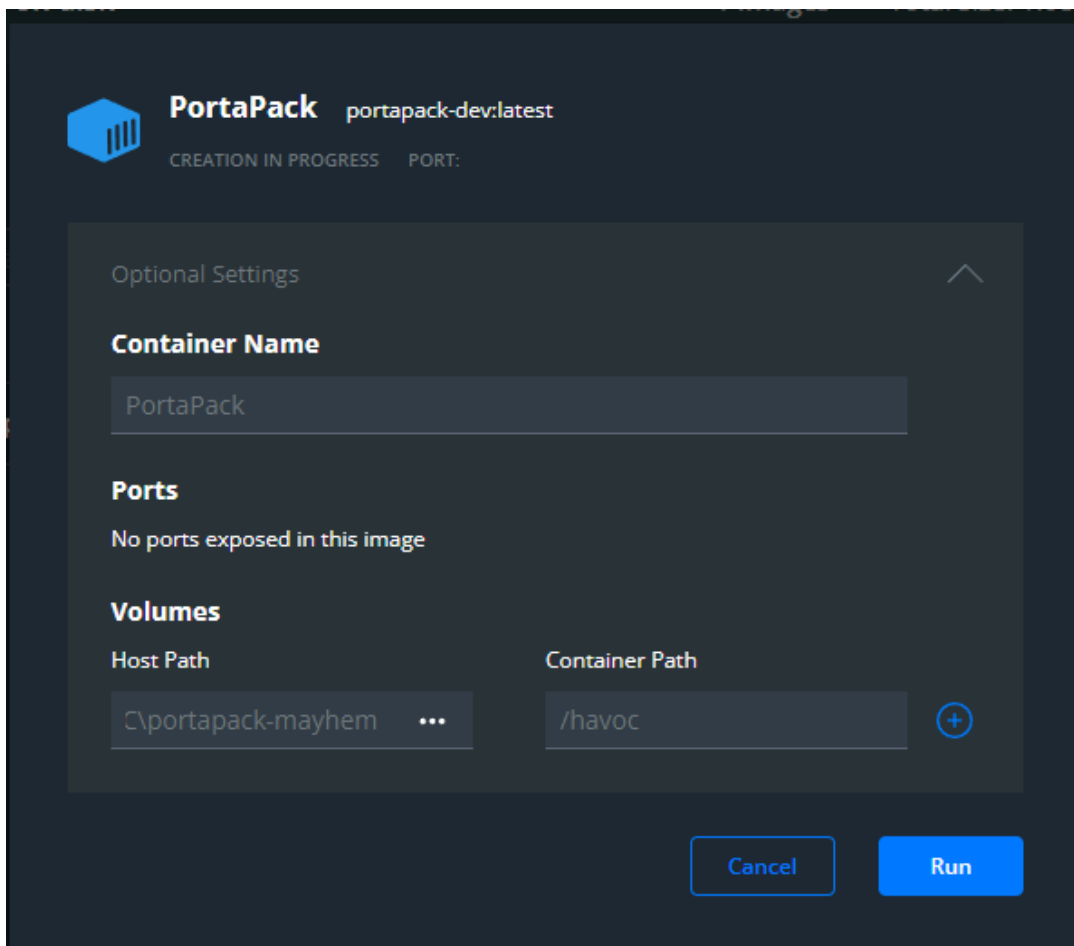 PortaPack portapack-dev:latest
CREATION IN PROGRESS PORT:
Optional Settings
Container Name
PortaPack
Ports
No ports exposed in this image
Volumes
Host Path Container Path
C\portapack-mayhem ••• /havoc
Cancel Run